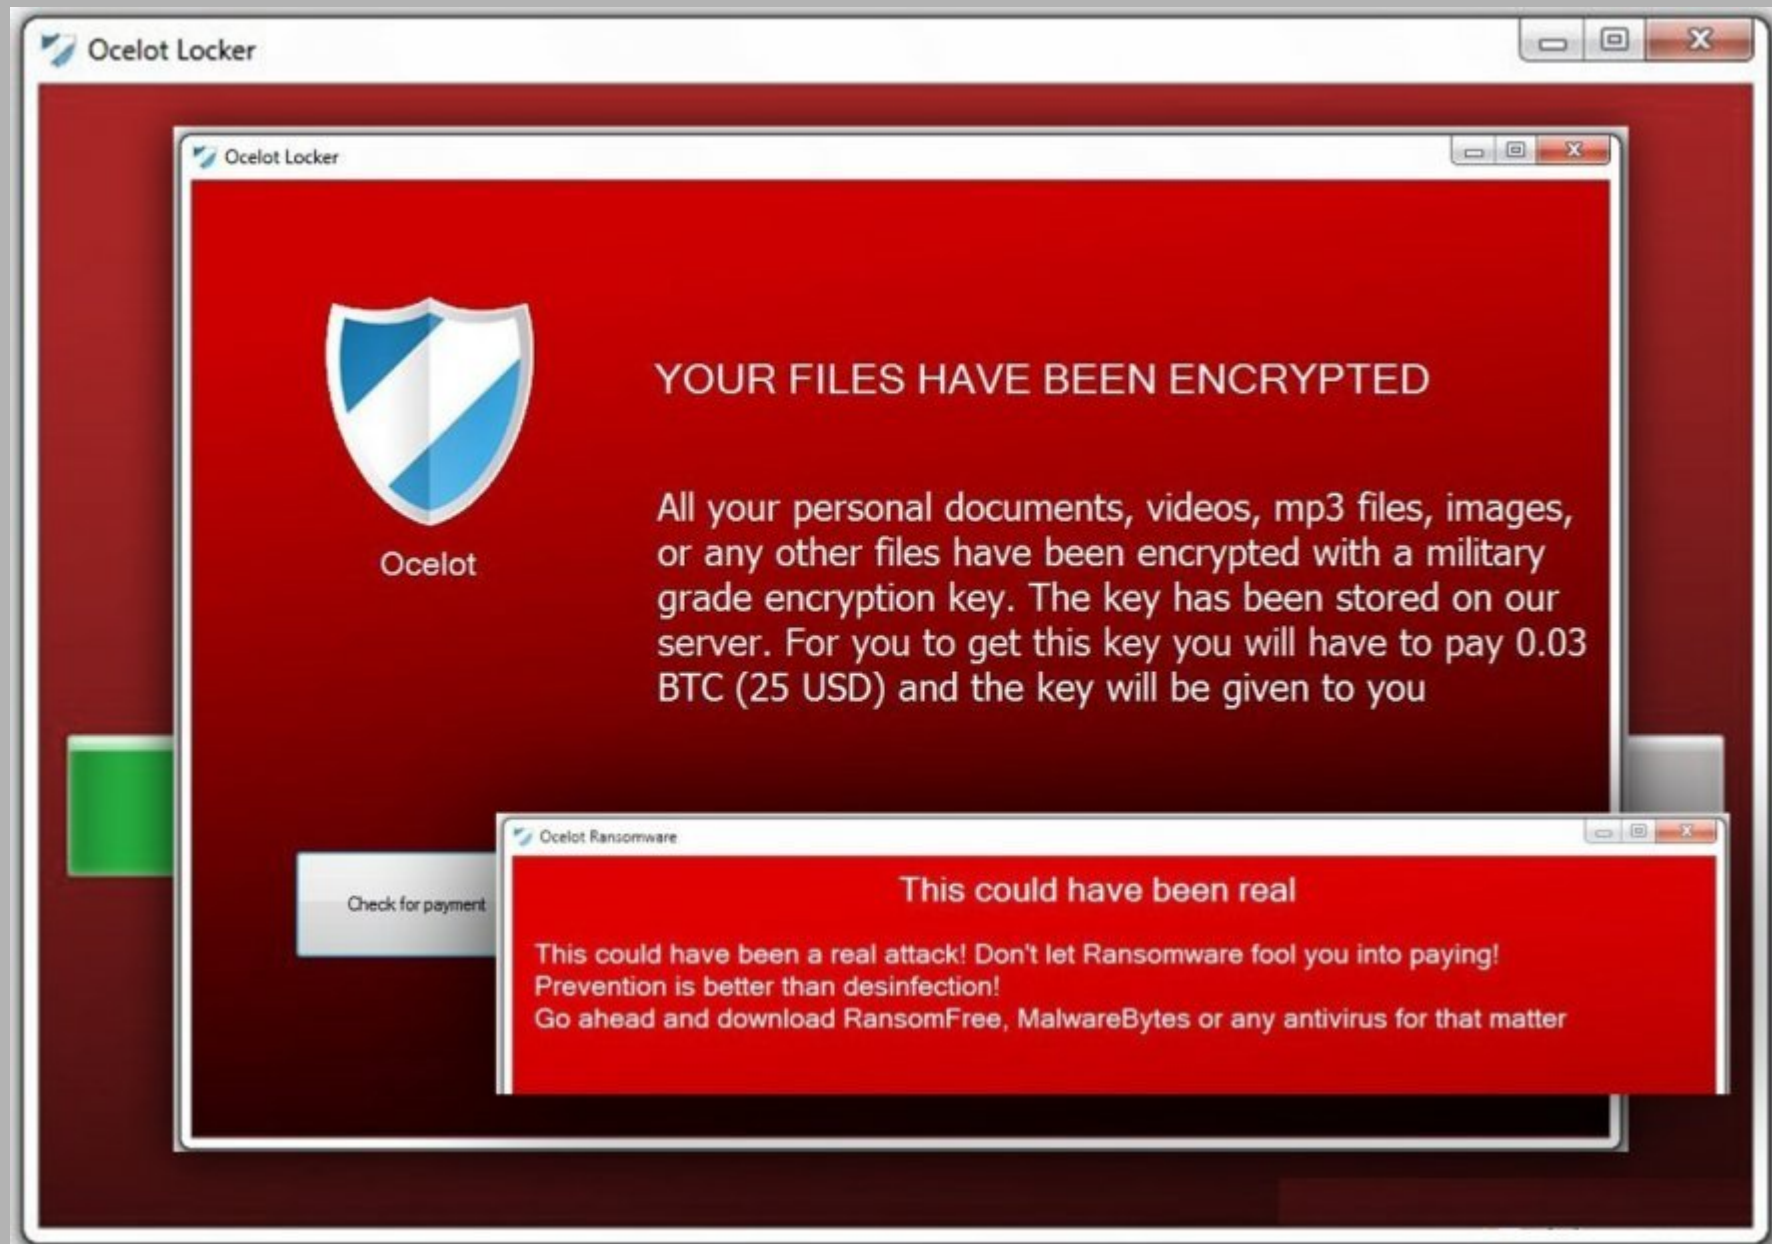 Ocelot Locker
Ocelot Locker
Ocelot
YOUR FILES HAVE BEEN ENCRYPTED
All your personal documents, videos, mp3 files, images,
or any other files have been encrypted with a military
grade encryption key. The key has been stored on our
server. For you to get this key you will have to pay 0.03
BTC (25 USD) and the key will be given to you
Check for payment
Ocelot Ransomware
This could have been real
This could have been a real attack! Don't let Ransomware fool you into paying!
Prevention is better than desinfection!
Go ahead and download RansomFree, MalwareBytes or any antivirus for that matter